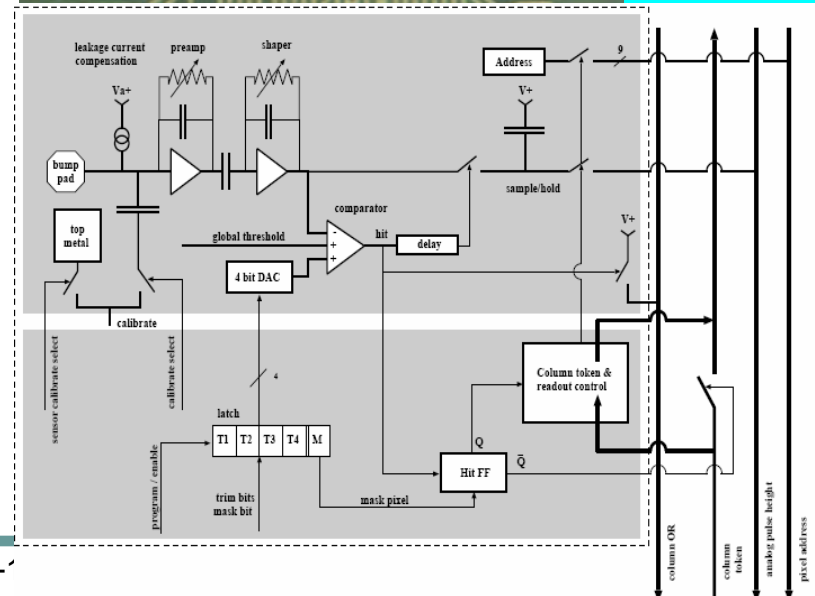 leakage current
compensation
preamp
shaper
Va+
Address
9
V+
bump
pad
sample/hold
top
metal
comparator
-
+
+
global threshold
hit
delay
V+
4 bit DAC
calibrate
sensor calibrate select
calibrate select
4
Column token &
readout control
latch
T1 T2 T3 T4 M
Q
Q̅
Hit FF
program / enable
trim bits
mask bit
mask pixel
column OR
column
token
analog pulse height
pixel address